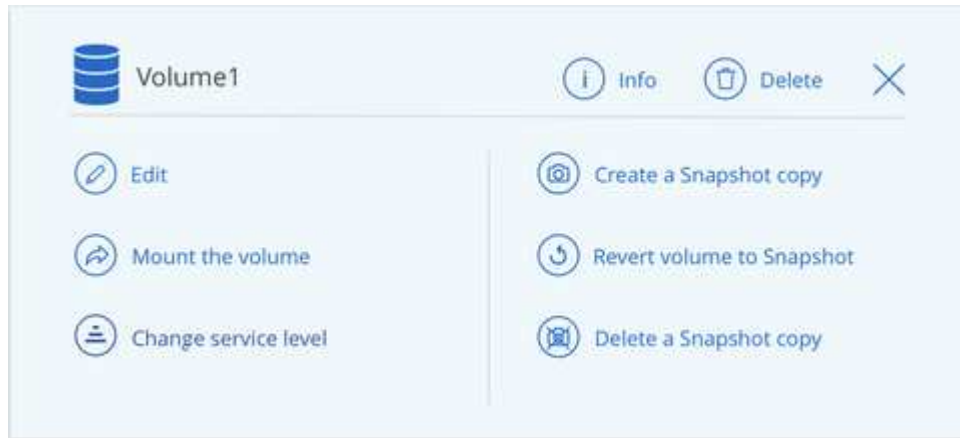 Volume1
Info
Delete
Edit
Mount the volume
Change service level
Create a Snapshot copy
Revert volume to Snapshot
Delete a Snapshot copy